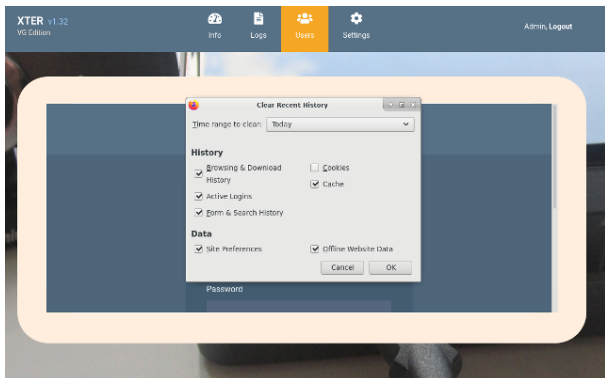 XTER v1.32
VG Edition
Info
Logs
Users
Settings
Admin, Logout
Clear Recent History
Time range to clear: Today
History
Browsing & Download
History
Cookies
Cache
Active Logins
Form & Search History
Data
Site Preferences
Offline Website Data
Cancel
OK
Password